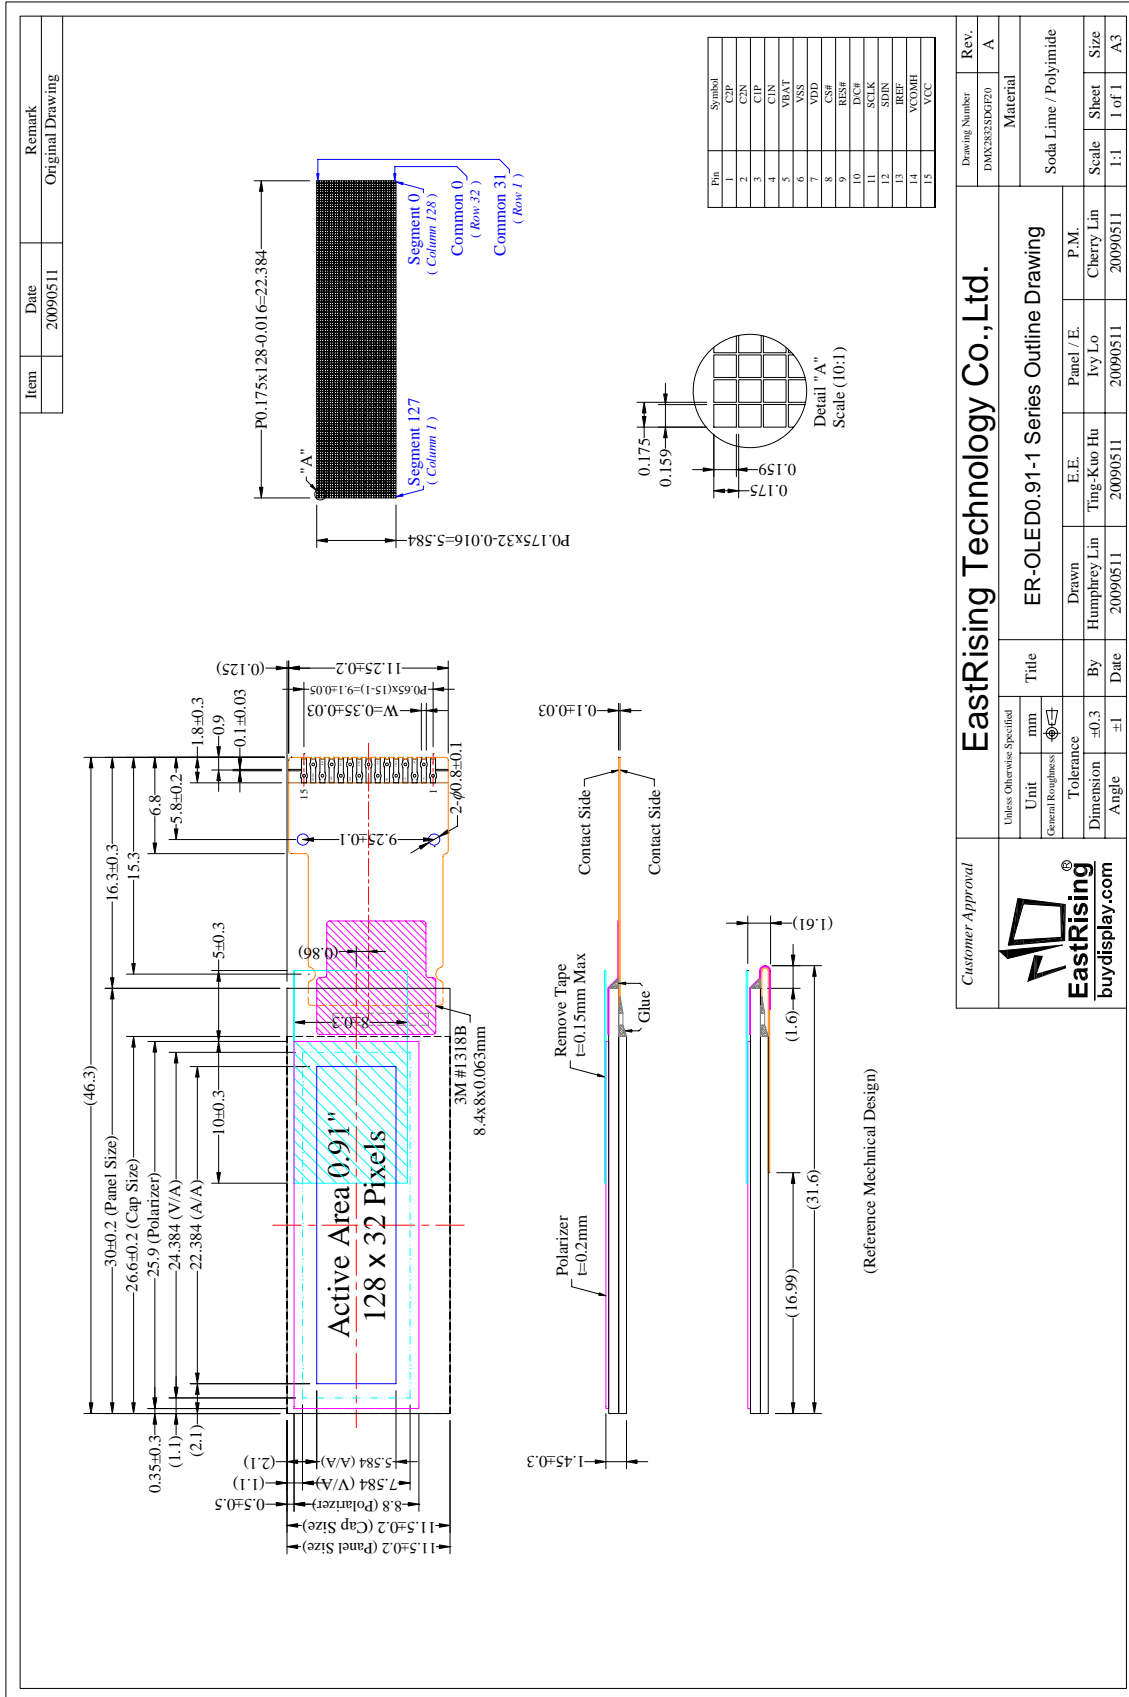 Item Date Remark
20090511 Original Drawing
(46.3)
30±0.2 (Panel Size)
16.3±0.3
26.6±0.2 (Cap Size)
15.3
6.8
25.9 (Polarizer)
5±0.3
5.8±0.2
24.384 (V/A)
10±0.3
1.8±0.3
22.384 (A/A)
0.9
0.1±0.03
0.35±0.3
(1.1)
(2.1)
11.5±0.2 (Panel Size)
11.5±0.2 (Cap Size)
8.8 (Polarizer)
0.5±0.5
7.584 (V/A)
(1.1)
5.584 (A/A)
(2.1)
Active Area 0.91"
128 x 32 Pixels
8±0.3
(0.86)
3M #1318B
8.4x8x0.063mm
9.25±0.1
2-ϕ0.8±0.1
15
1
W=0.35±0.03
P0.65x(15-1)=9.1±0.05
11.25±0.2
(0.125)
P0.175x128-0.016=22.384
"A"
P0.175x32-0.016=5.584
Segment 127
( Column 1 )
Segment 0
( Column 128 )
Common 0
( Row 32 )
Common 31
( Row 1 )
1.45±0.3
Polarizer
t=0.2mm
Remove Tape
t=0.15mm Max
Glue
Contact Side
Contact Side
0.1±0.03
0.175
0.159
0.159
0.175
Detail "A"
Scale (10:1)
(16.99)
(31.6)
(1.6)
(1.61)
(Reference Mechnical Design)
Pin Symbol
1 C2P
2 C2N
3 C1P
4 C1N
5 VBAT
6 VSS
7 VDD
8 CS#
9 RES#
10 D/C#
11 SCLK
12 SDIN
13 IREF
14 VCOMH
15 VCC
Customer Approval
EastRising®
buydisplay.com
EastRising Technology Co.,Ltd.
Unless Otherwise Specified
Unit mm
General Roughness
Tolerance
Dimension ±0.3
Angle ±1
Title
ER-OLED0.91-1 Series Outline Drawing
Drawn E.E. Panel / E. P.M.
By Humphrey Lin Ting-Kuo Hu Ivy Lo Cherry Lin
Date 20090511 20090511 20090511 20090511
Drawing Number Rev.
DMX2832SDGF20 A
Material
Soda Lime / Polyimide
Scale Sheet Size
1:1 1 of 1 A3